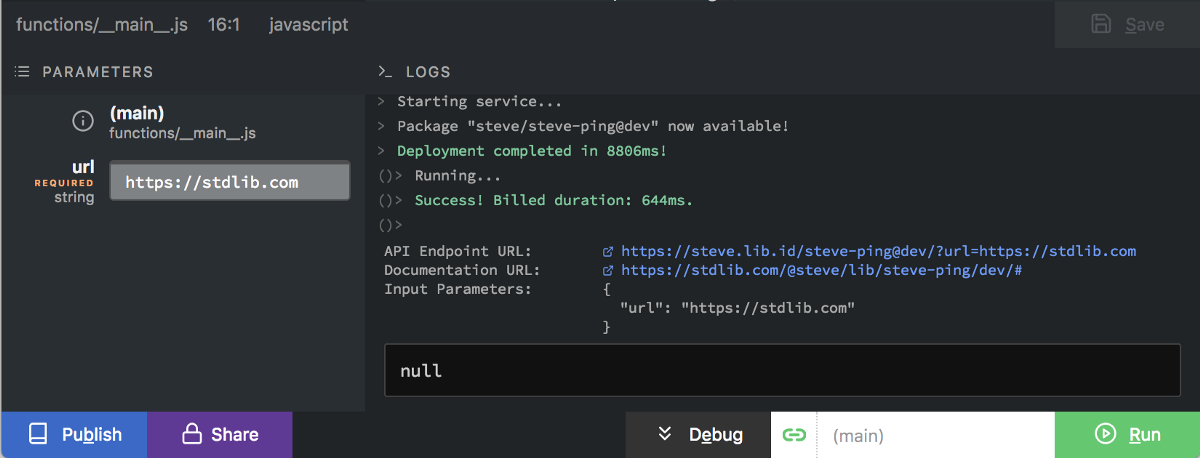 functions/__main__.js 16:1 javascript
Save
PARAMETERS
(main)
functions/__main__.js
url
REQUIRED
string
https://stdlib.com
>_ LOGS
> Starting service...
> Package "steve/steve-ping@dev" now available!
> Deployment completed in 8806ms!
()> Running...
()> Success! Billed duration: 644ms.
()>
API Endpoint URL: https://steve.lib.id/steve-ping@dev/?url=https://stdlib.com
Documentation URL: https://stdlib.com/@steve/lib/steve-ping/dev/#
Input Parameters: {
"url": "https://stdlib.com"
}
null
Publish
Share
Debug
(main)
Run